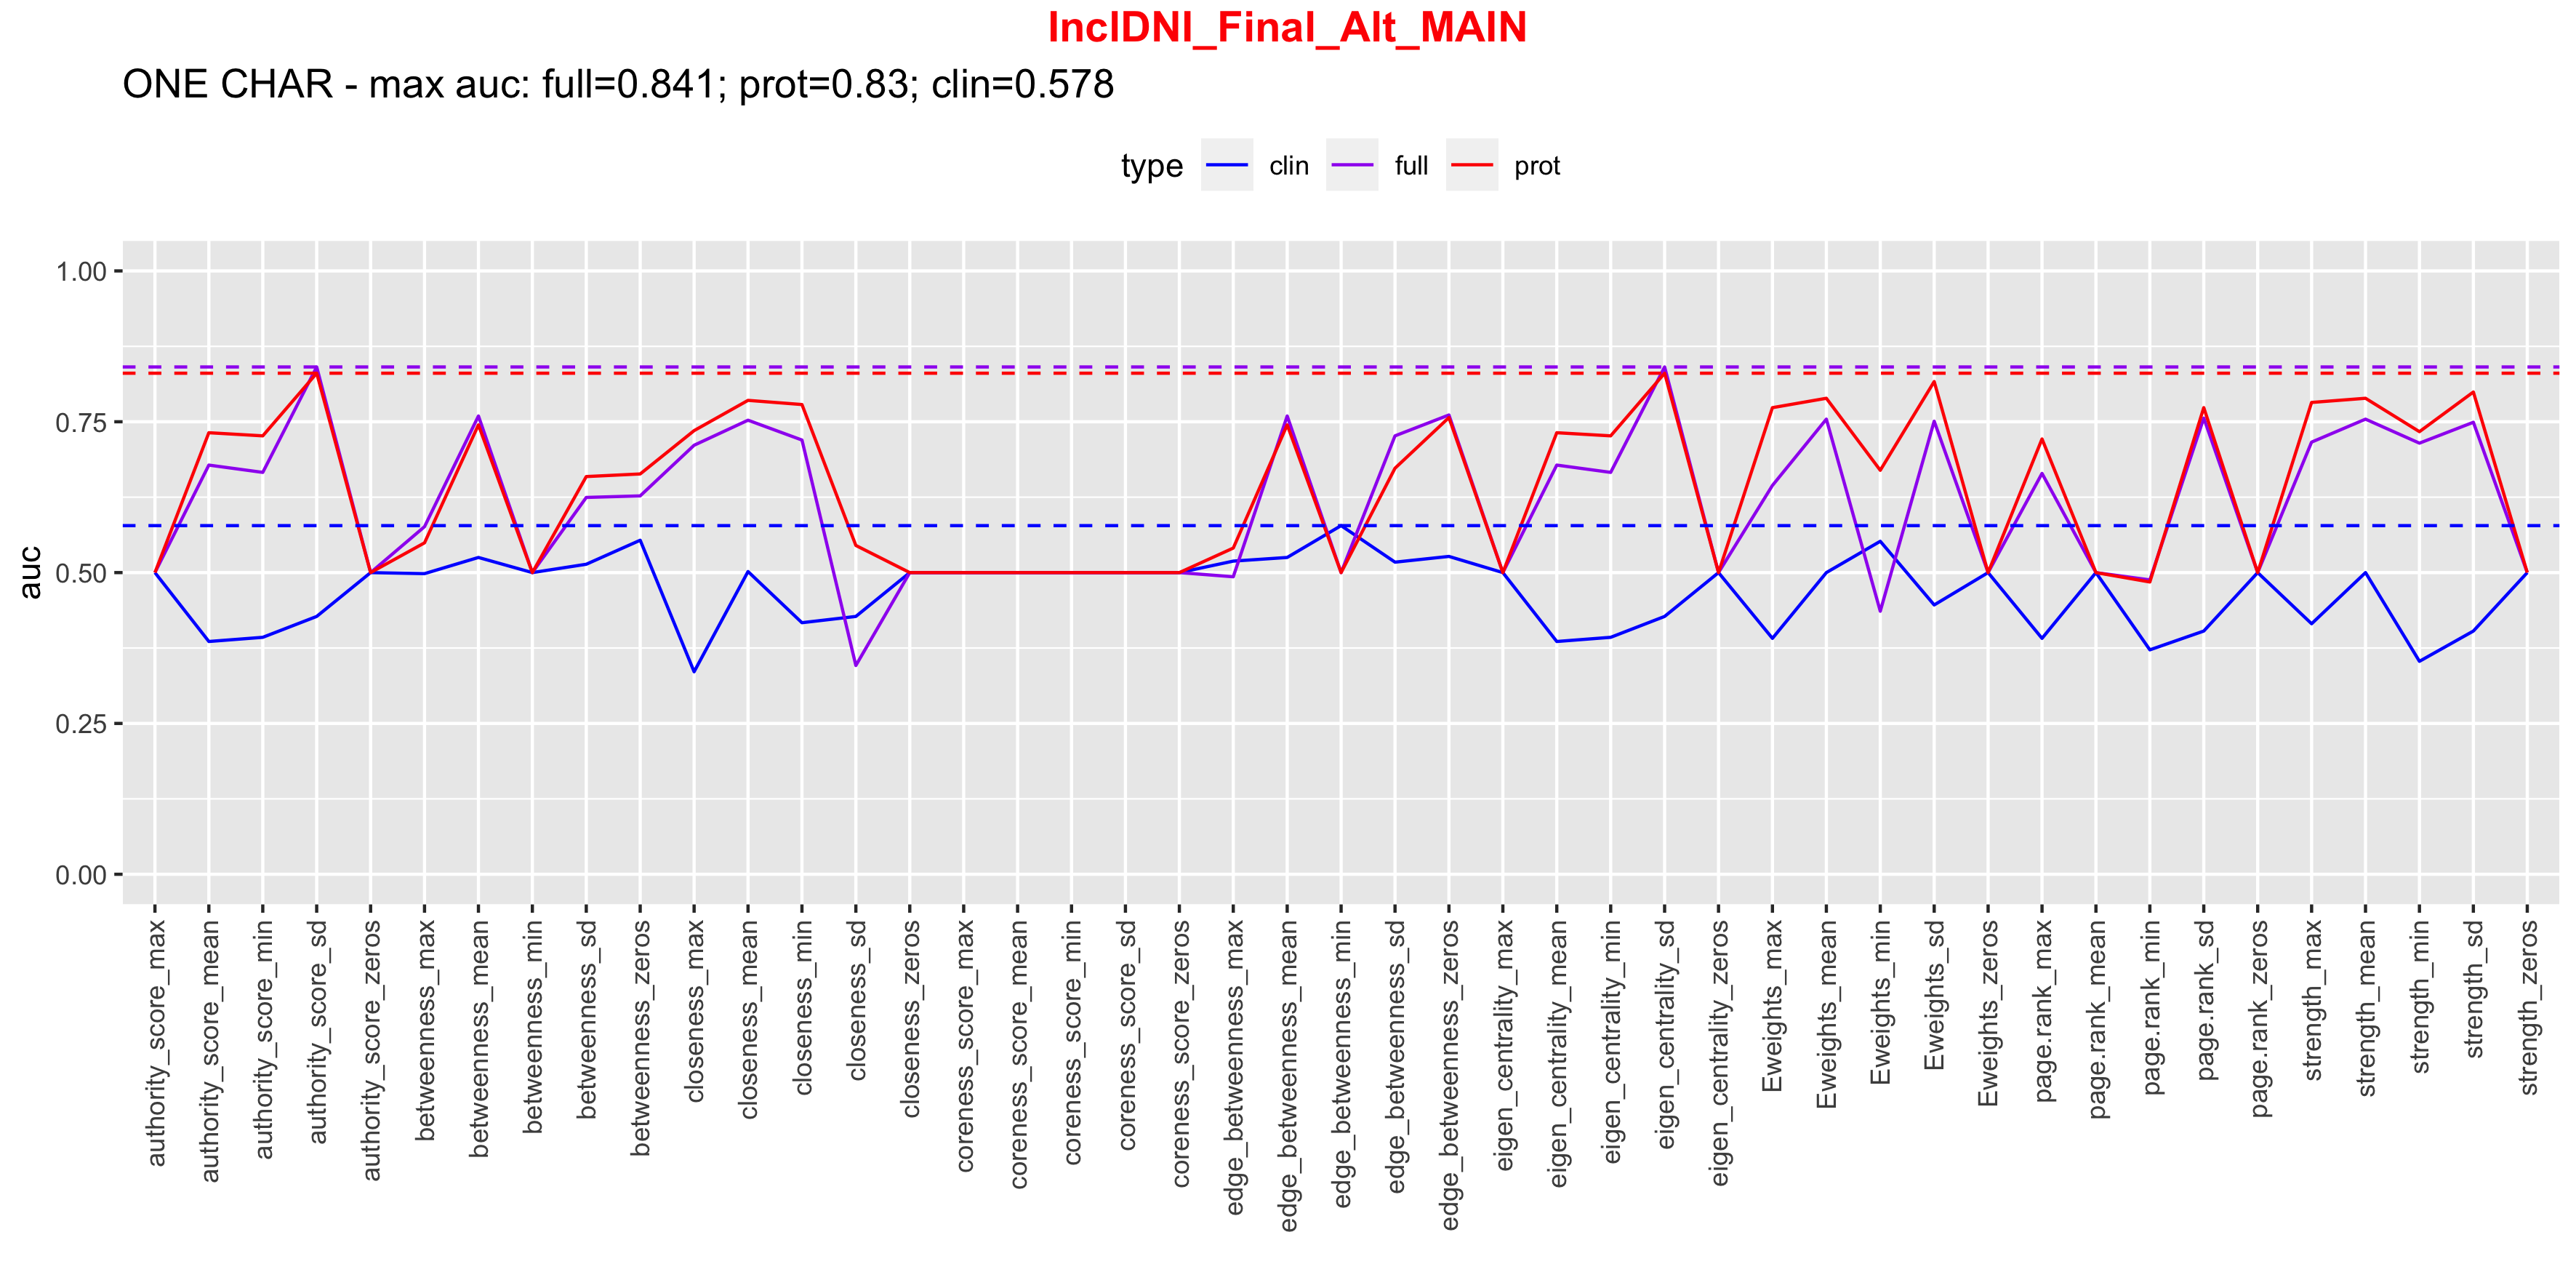 IncIDNI_Final_Alt_MAIN
ONE CHAR - max auc: full=0.841; prot=0.83; clin=0.578
type clin full prot
auc
1.00
0.75
0.50
0.25
0.00
authority_score_max
authority_score_mean
authority_score_min
authority_score_sd
authority_score_zeros
betweenness_max
betweenness_mean
betweenness_min
betweenness_sd
betweenness_zeros
closeness_max
closeness_mean
closeness_min
closeness_sd
closeness_zeros
coreness_score_max
coreness_score_mean
coreness_score_min
coreness_score_sd
coreness_score_zeros
edge_betweenness_max
edge_betweenness_mean
edge_betweenness_min
edge_betweenness_sd
edge_betweenness_zeros
eigen_centrality_max
eigen_centrality_mean
eigen_centrality_min
eigen_centrality_sd
eigen_centrality_zeros
Eweights_max
Eweights_mean
Eweights_min
Eweights_sd
Eweights_zeros
page.rank_max
page.rank_mean
page.rank_min
page.rank_sd
page.rank_zeros
strength_max
strength_mean
strength_min
strength_sd
strength_zeros